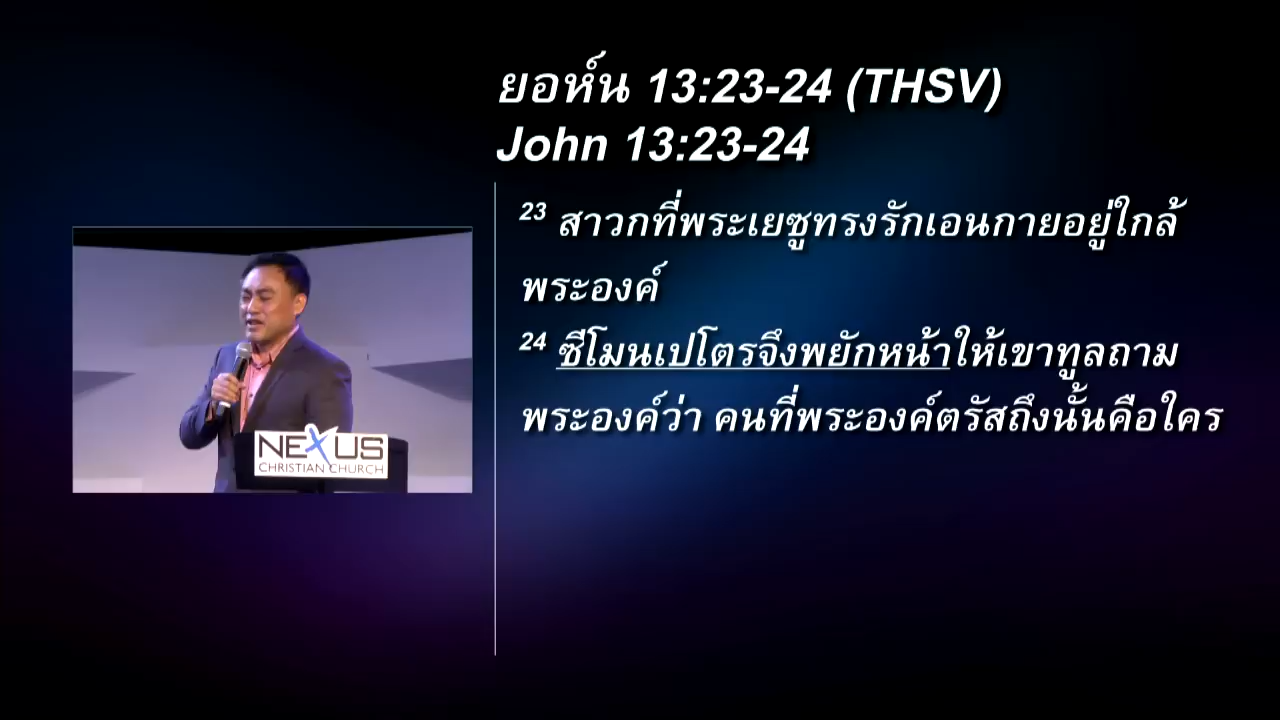 ยอห์น 13:23-24 (THSV)
John 13:23-24
23 สาวกที่พระเยซูทรงรักเอนกายอยู่ใกล้
พระองค์
24 ซีโมนเปโตรจึงพยักหน้าให้เขาทูลถาม
พระองค์ว่า คนที่พระองค์ตรัสถึงนั้นคือใคร
NEXUS
CHRISTIAN CHURCH